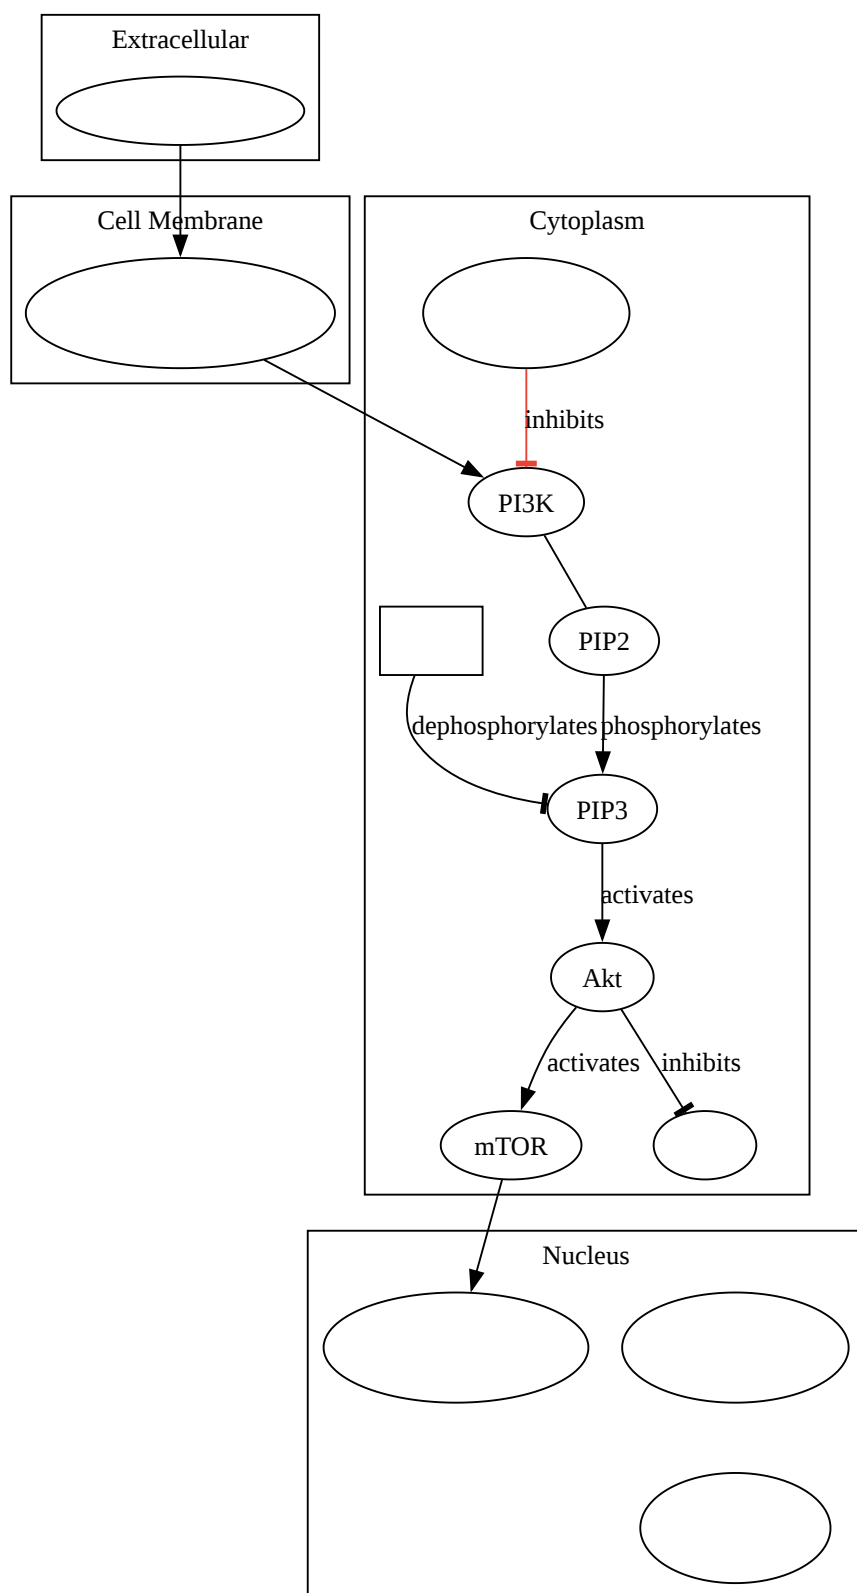 Extracellular
Cell Membrane
Cytoplasm
inhibits
PI3K
PIP2
dephosphorylates
phosphorylates
PIP3
activates
Akt
activates
inhibits
mTOR
Nucleus